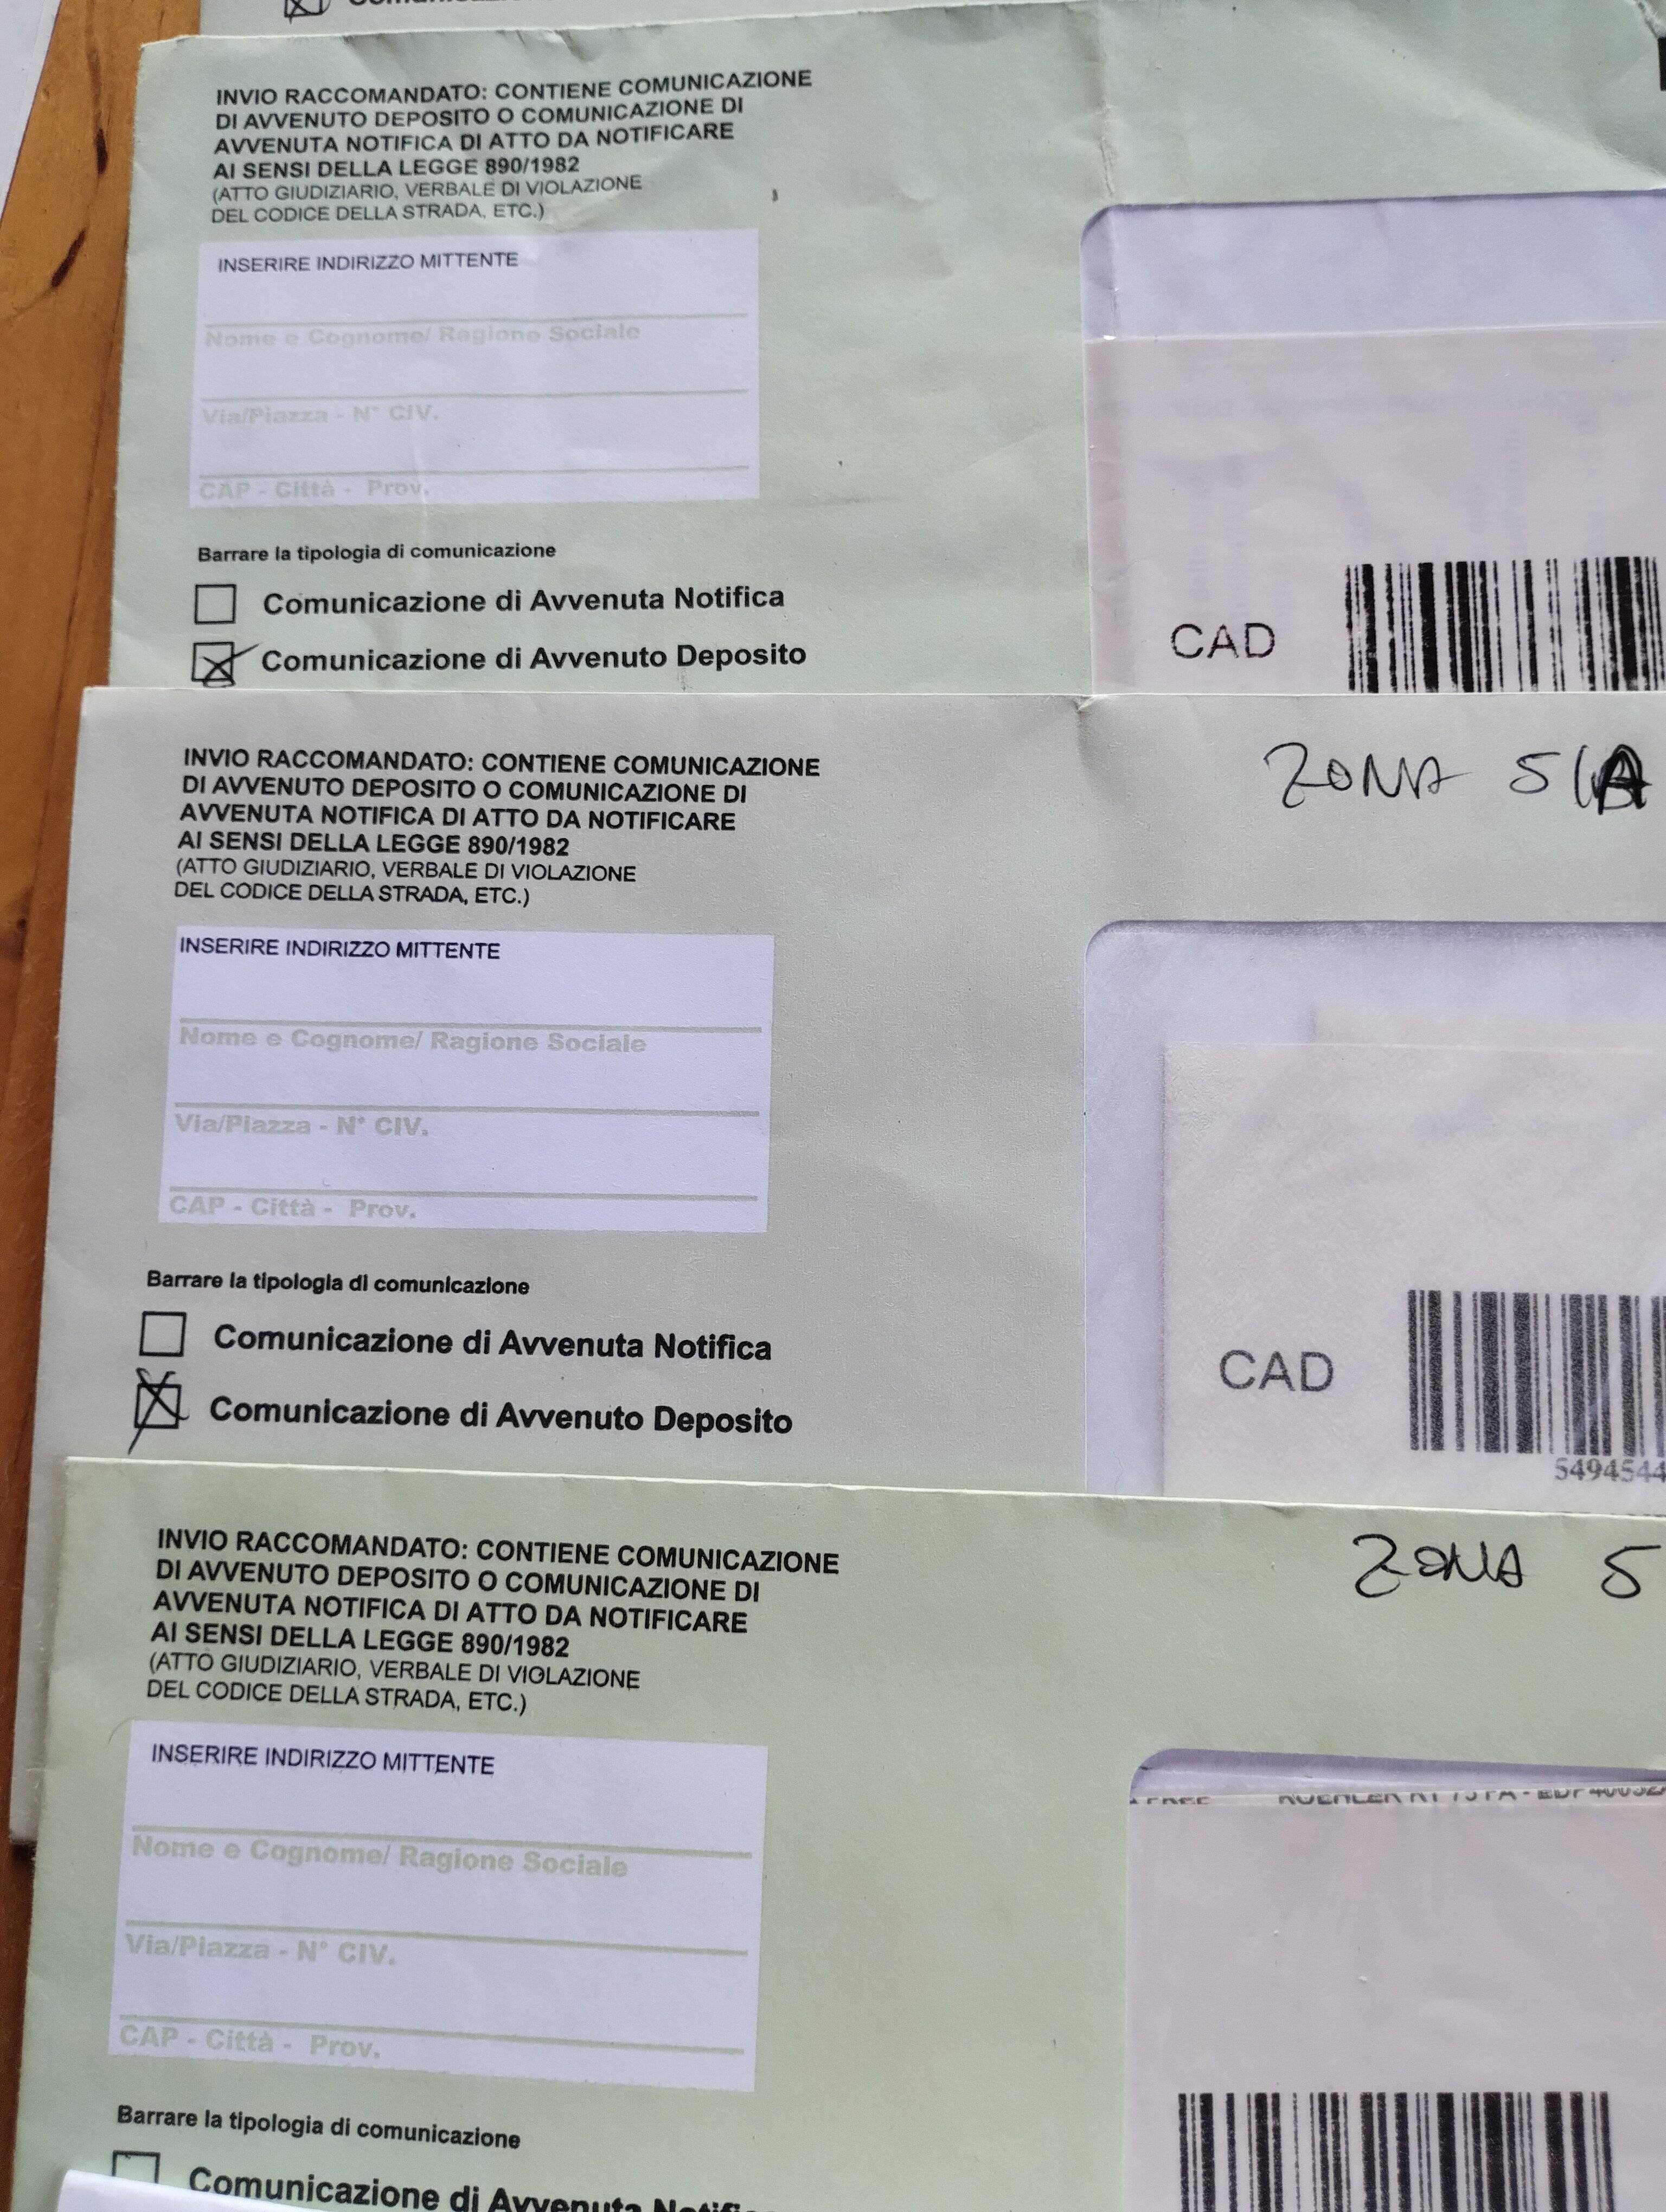 INVIO RACCOMANDATO: CONTIENE COMUNICAZIONE
DI AVVENUTO DEPOSITO O COMUNICAZIONE DI
AVVENUTA NOTIFICA DI ATTO DA NOTIFICARE
AI SENSI DELLA LEGGE 890/1982
(ATTO GIUDIZIARIO, VERBALE DI VIOLAZIONE
DEL CODICE DELLA STRADA, ETC.)
INSERIRE INDIRIZZO MITTENTE
Nome e Cognome/ Ragione Sociale
Via/Piazza - N° CIV.
CAP - Città - Prov.
Barrare la tipologia di comunicazione
Comunicazione di Avvenuta Notifica
Comunicazione di Avvenuto Deposito
CAD
ZONA 5/A
INVIO RACCOMANDATO: CONTIENE COMUNICAZIONE
DI AVVENUTO DEPOSITO O COMUNICAZIONE DI
AVVENUTA NOTIFICA DI ATTO DA NOTIFICARE
AI SENSI DELLA LEGGE 890/1982
(ATTO GIUDIZIARIO, VERBALE DI VIOLAZIONE
DEL CODICE DELLA STRADA, ETC.)
INSERIRE INDIRIZZO MITTENTE
Nome e Cognome/ Ragione Sociale
Via/Piazza - N° CIV.
CAP - Città - Prov.
Barrare la tipologia di comunicazione
Comunicazione di Avvenuta Notifica
Comunicazione di Avvenuto Deposito
CAD
5494544
ZONA 5
INVIO RACCOMANDATO: CONTIENE COMUNICAZIONE
DI AVVENUTO DEPOSITO O COMUNICAZIONE DI
AVVENUTA NOTIFICA DI ATTO DA NOTIFICARE
AI SENSI DELLA LEGGE 890/1982
(ATTO GIUDIZIARIO, VERBALE DI VIOLAZIONE
DEL CODICE DELLA STRADA, ETC.)
INSERIRE INDIRIZZO MITTENTE
Nome e Cognome/ Ragione Sociale
Via/Piazza - N° CIV.
CAP - Città - Prov.
Barrare la tipologia di comunicazione
Comunicazione di Avvenuta Notifica